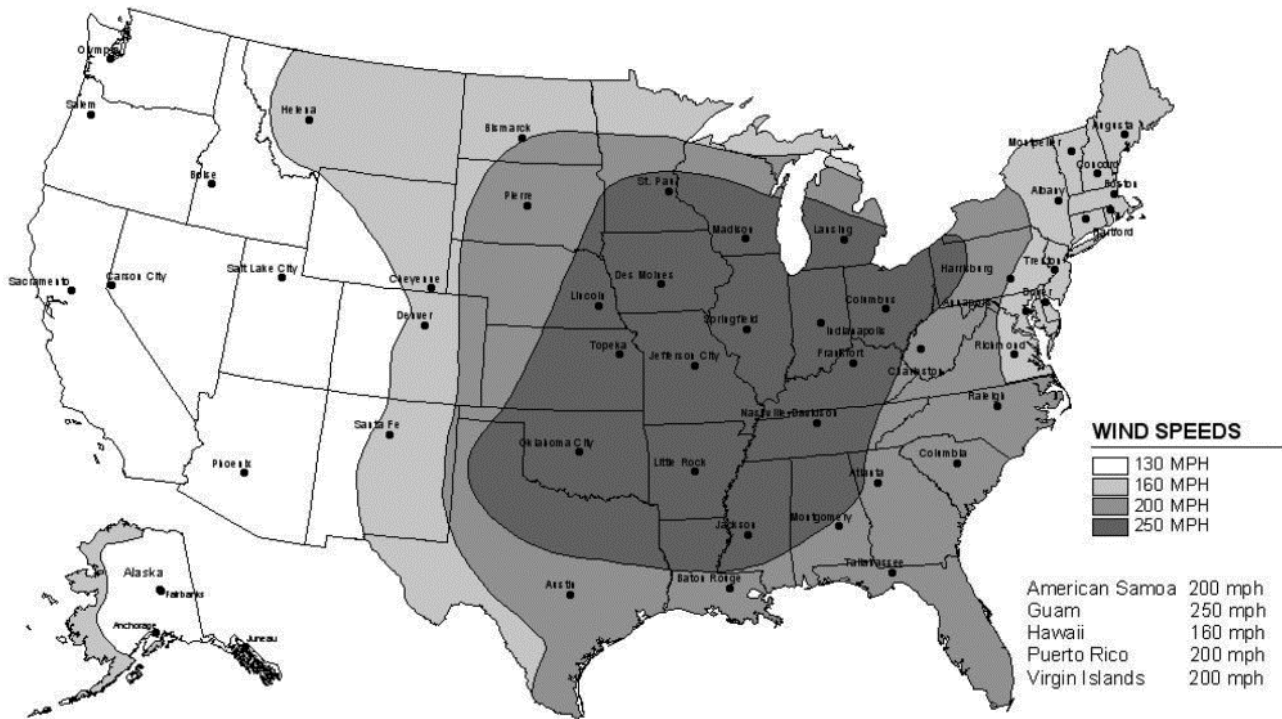 Olympia
Salem
Helena
Bismarck
Boise
Pierre
St. Paul
Madison
Lansing
Montpelier
Augusta
Concord
Albany
Boston
Hartford
Sacramento
Carson City
Salt Lake City
Cheyenne
Denver
Lincoln
Des Moines
Springfield
Indianapolis
Columbus
Harrisburg
Trenton
Dover
Annapolis
Topeka
Jefferson City
Frankfort
Charleston
Richmond
Raleigh
Phoenix
Santa Fe
Oklahoma City
Little Rock
Nashville-Davidson
Atlanta
Columbia
Jackson
Montgomery
Austin
Baton Rouge
Tallahassee
Alaska
Fairbanks
Anchorage
Juneau
WIND SPEEDS
130 MPH
160 MPH
200 MPH
250 MPH
American Samoa 200 mph
Guam 250 mph
Hawaii 160 mph
Puerto Rico 200 mph
Virgin Islands 200 mph